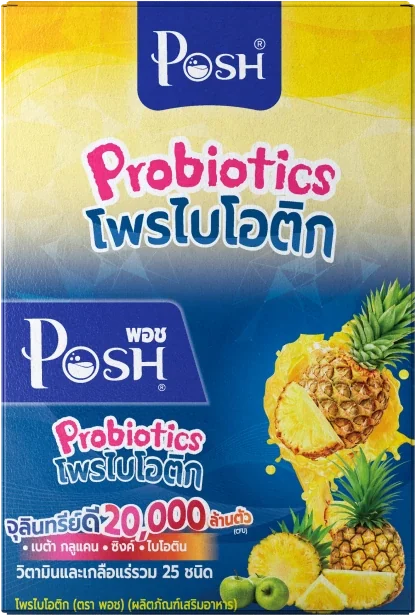 POSH®
Probiotics
โพรไบโอติก
พอช
POSH®
Probiotics
โพรไบโอติก
จุลินทรีย์ดี 20,000 ล้านตัว (CFU)
• เบต้า กลูแคน • ซิงค์ • ไบโอติน
วิตามินและเกลือแร่รวม 25 ชนิด
โพรไบโอติก (ตรา พอช) (ผลิตภัณฑ์เสริมอาหาร)